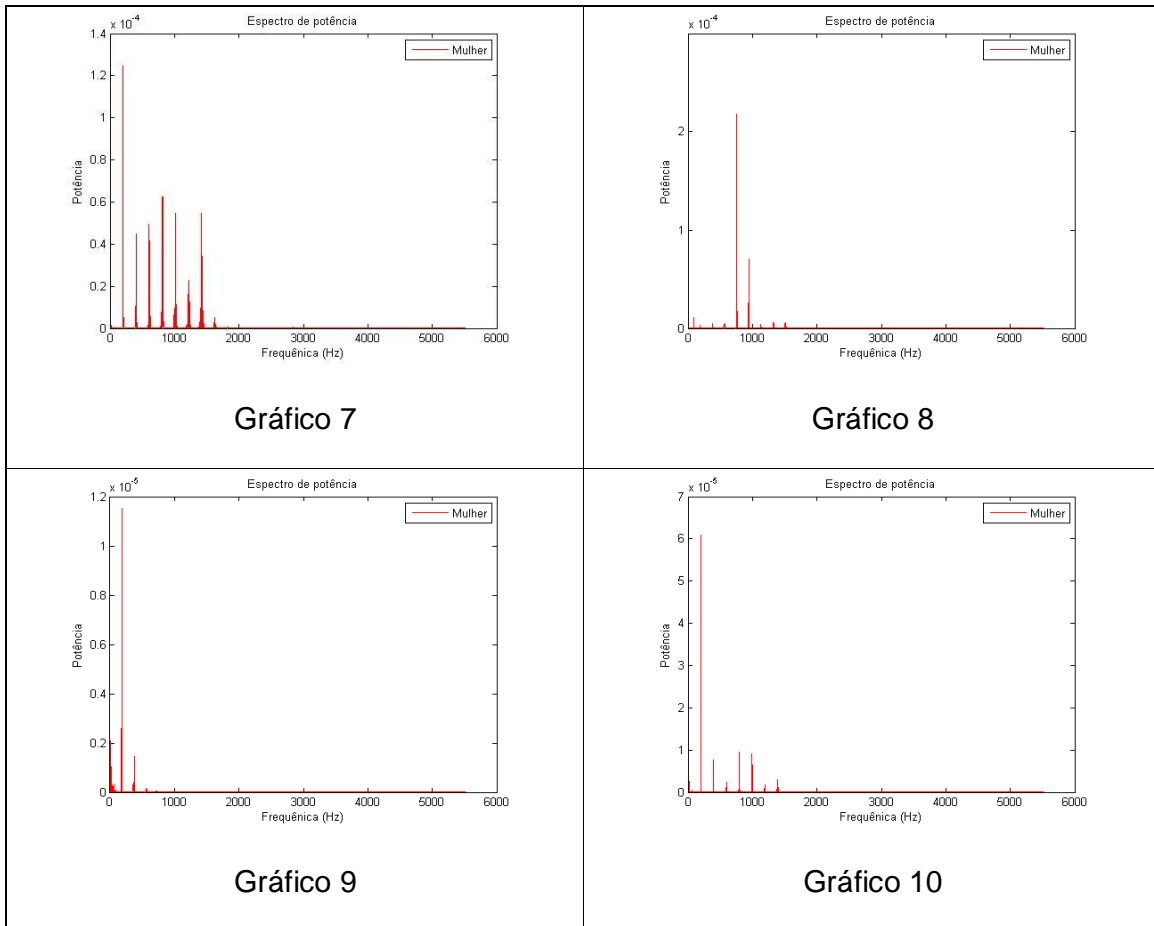 Espectro de potência
x 10^-4
Mulher
1.4
1.2
1
0.8
0.6
0.4
0.2
0
Potência
0 1000 2000 3000 4000 5000 6000
Frequênica (Hz)
Gráfico 7
Espectro de potência
x 10^-4
Mulher
2
1
0
Potência
0 1000 2000 3000 4000 5000 6000
Frequênica (Hz)
Gráfico 8
Espectro de potência
x 10^-5
Mulher
1.2
1
0.8
0.6
0.4
0.2
0
Potência
0 1000 2000 3000 4000 5000 6000
Frequênica (Hz)
Gráfico 9
Espectro de potência
x 10^-5
Mulher
7
6
5
4
3
2
1
0
Potência
0 1000 2000 3000 4000 5000 6000
Frequênica (Hz)
Gráfico 10